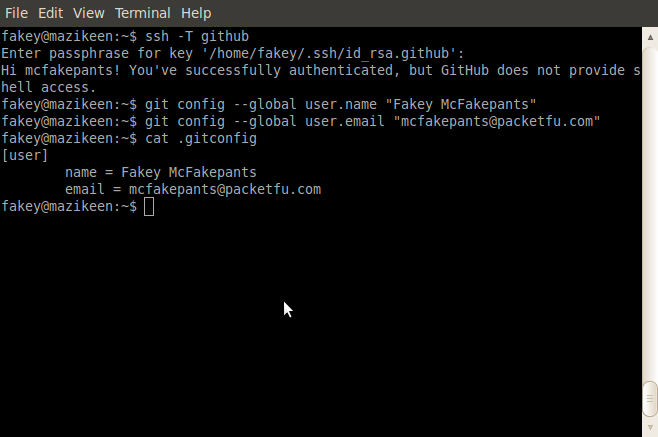 File Edit View Terminal Help
fakey@mazikeen:~$ ssh -T github
Enter passphrase for key '/home/fakey/.ssh/id_rsa.github':
Hi mcfakepants! You've successfully authenticated, but GitHub does not provide s
hell access.
fakey@mazikeen:~$ git config --global user.name "Fakey McFakepants"
fakey@mazikeen:~$ git config --global user.email "mcfakepants@packetfu.com"
fakey@mazikeen:~$ cat .gitconfig
[user]
        name = Fakey McFakepants
        email = mcfakepants@packetfu.com
fakey@mazikeen:~$